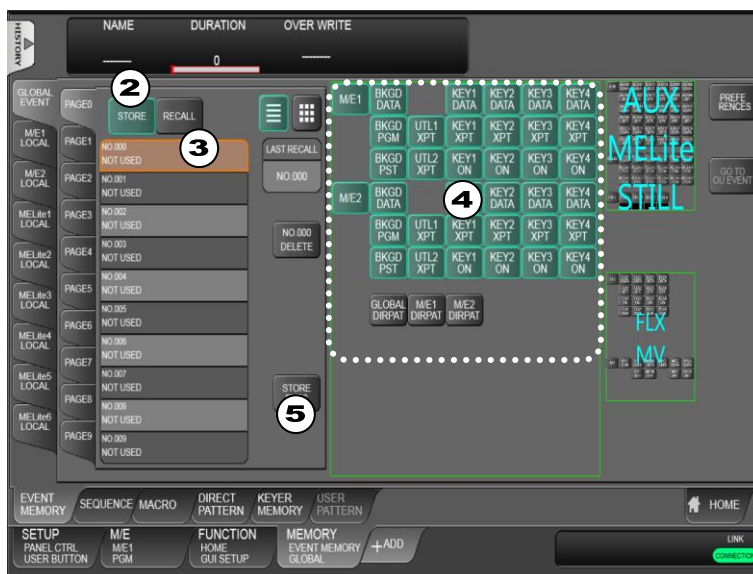 HISTORY
NAME DURATION OVER WRITE
------- 0 -------
GLOBAL EVENT
M/E1 LOCAL
M/E2 LOCAL
MELite1 LOCAL
MELite2 LOCAL
MELite3 LOCAL
MELite4 LOCAL
MELite5 LOCAL
MELite6 LOCAL
PAGE0
PAGE1
PAGE2
PAGE3
PAGE4
PAGE5
PAGE6
PAGE7
PAGE8
PAGE9
2
STORE RECALL
3
NO.000
NOT USED
NO.001
NOT USED
NO.002
NOT USED
NO.003
NOT USED
NO.004
NOT USED
NO.005
NOT USED
NO.006
NOT USED
NO.007
NOT USED
NO.008
NOT USED
NO.009
NOT USED
LAST RECALL
NO.000
NO.000
DELETE
STORE
5
M/E1 BKGD DATA KEY1 DATA KEY2 DATA KEY3 DATA KEY4 DATA
BKGD PGM UTL1 XPT KEY1 XPT KEY2 XPT KEY3 XPT KEY4 XPT
BKGD PST UTL2 XPT KEY1 ON KEY2 ON KEY3 ON KEY4 ON
M/E2 BKGD DATA 4 KEY2 DATA KEY3 DATA KEY4 DATA
BKGD PGM UTL1 XPT KEY1 XPT KEY2 XPT KEY3 XPT KEY4 XPT
BKGD PST UTL2 XPT KEY1 ON KEY2 ON KEY3 ON KEY4 ON
GLOBAL DIRPAT M/E1 DIRPAT M/E2 DIRPAT
AUX
MELite
STILL
FLX
MV
PREFE
RENCES
GO TO
OU EVENT
EVENT MEMORY SEQUENCE MACRO DIRECT PATTERN KEYER MEMORY USER PATTERN HOME
SETUP
PANEL CTRL
USER BUTTON
M/E
M/E1
PGM
FUNCTION
HOME
GUI SETUP
MEMORY
EVENT MEMORY
GLOBAL
+ADD
LINK
CONNECTION